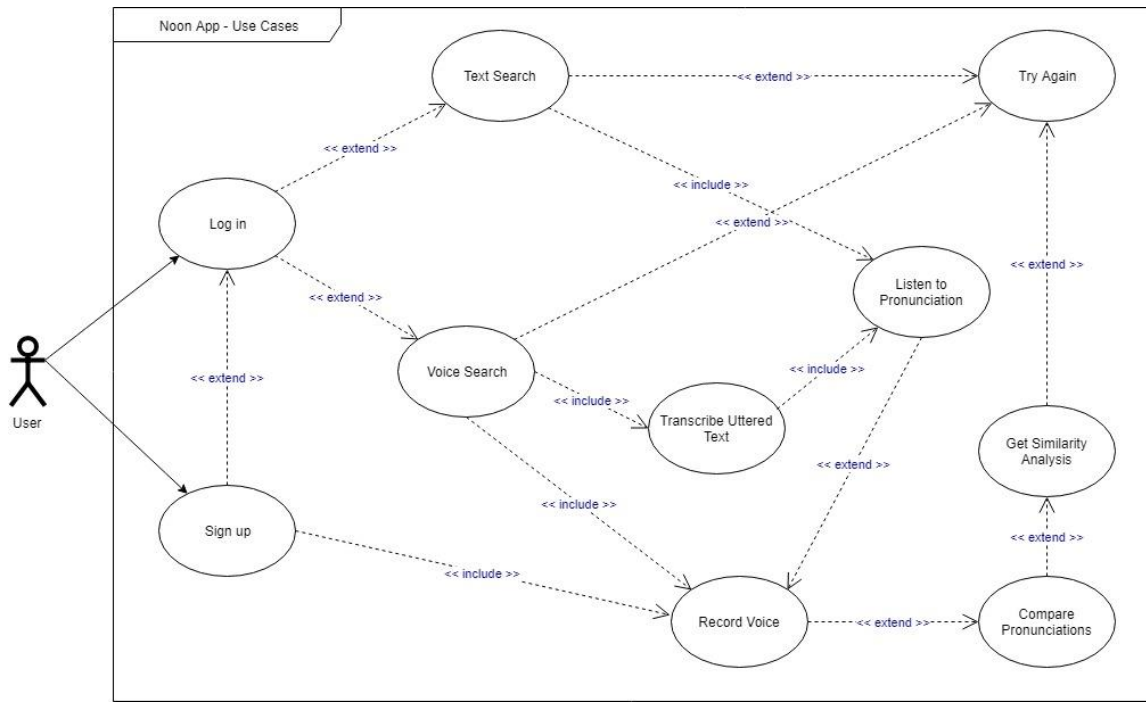 Noon App - Use Cases
Text Search
<< extend >>
Try Again
<< extend >>
<< include >>
Log in
<< extend >>
<< extend >>
Listen to
Pronunciation
<< extend >>
User
<< extend >>
Voice Search
<< include >>
<< include >>
Transcribe Uttered
Text
<< extend >>
Get Similarity
Analysis
<< include >>
Sign up
<< extend >>
<< include >>
Record Voice
<< extend >>
Compare
Pronunciations